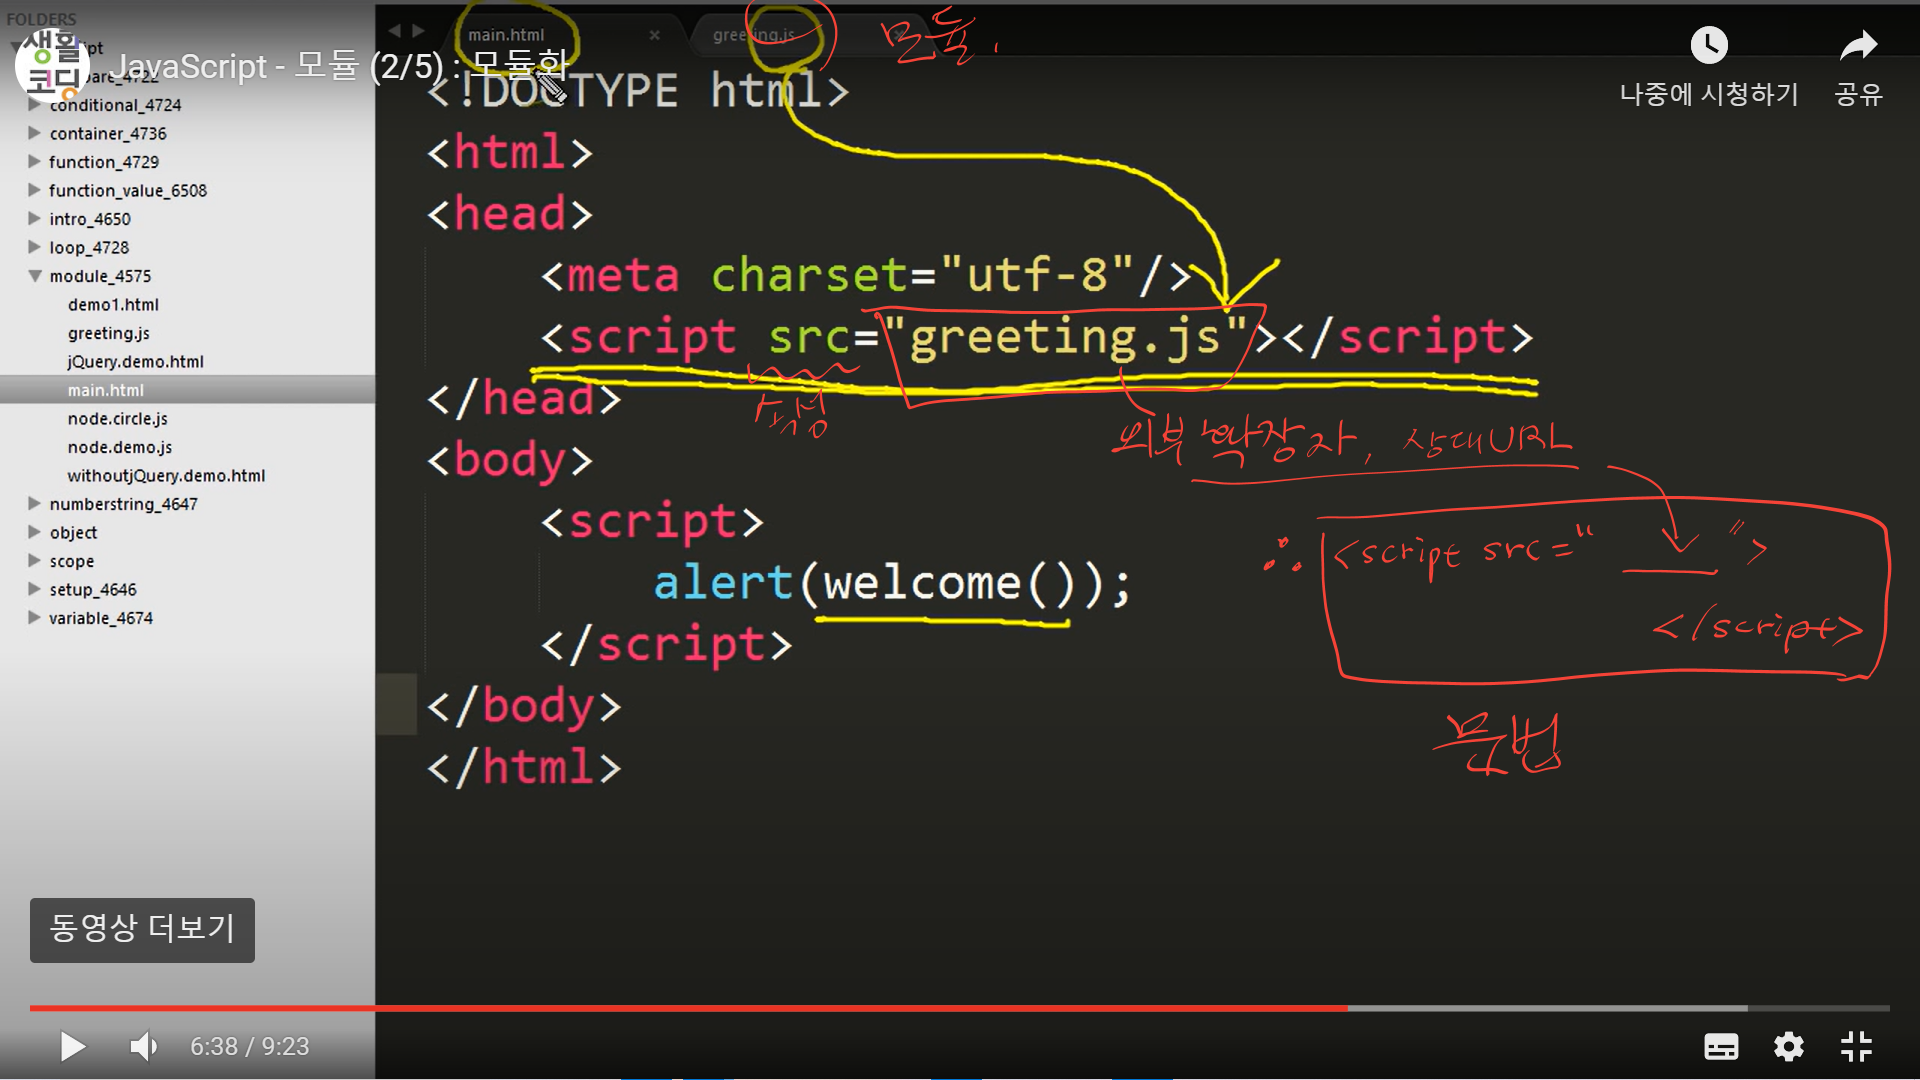 FOLDERS
생활
코딩
JavaScript - 모듈 (2/5) : 모듈화
conditional_4724
container_4736
function_4729
function_value_6508
intro_4650
loop_4728
module_4575
demo1.html
greeting.js
jQuery.demo.html
main.html
node.circle.js
node.demo.js
withoutjQuery.demo.html
numberstring_4647
object
scope
setup_4646
variable_4674
main.html ×
greeting.js
모듈.
나중에 시청하기
공유
<!DOCTYPE html>
<html>
<head>
<meta charset="utf-8"/>
<script src="greeting.js"></script>
</head>
속성
외부 확장자, 상대URL
<body>
<script>
alert(welcome());
</script>
</body>
</html>
∴ <script src=" ">
</script>
문법
동영상 더보기
6:38 / 9:23